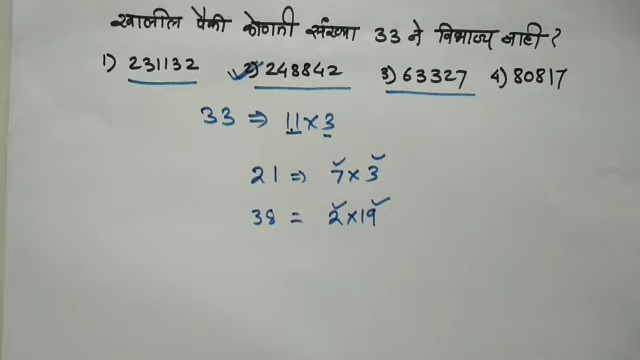 खालील पैकी कोणती संख्या 33 ने विभाज्य नाही?
1) 231132 2) 248842 3) 63327 4) 80817
33 ⇒ 11×3
21 ⇒ 7×3
38 = 2×19